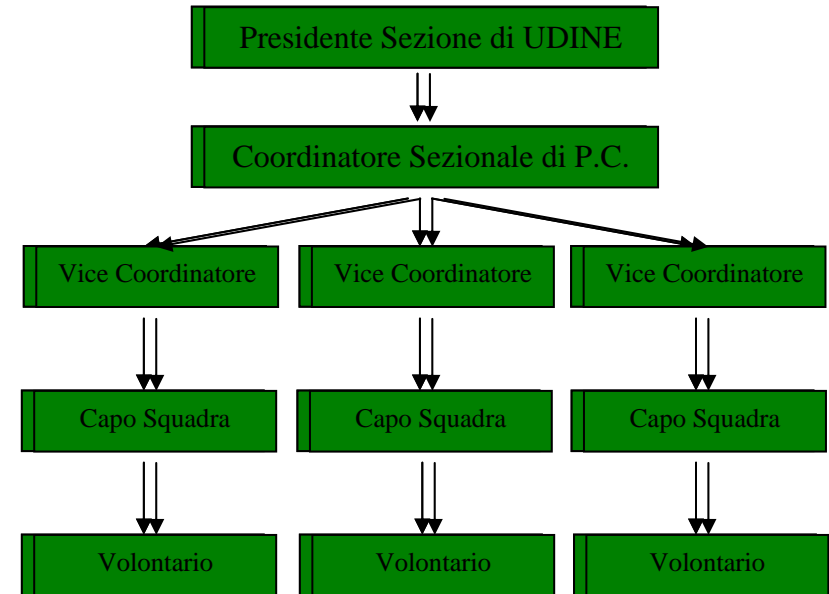 Presidente Sezione di UDINE
Coordinatore Sezionale di P.C.
Vice Coordinatore
Vice Coordinatore
Vice Coordinatore
Capo Squadra
Capo Squadra
Capo Squadra
Volontario
Volontario
Volontario